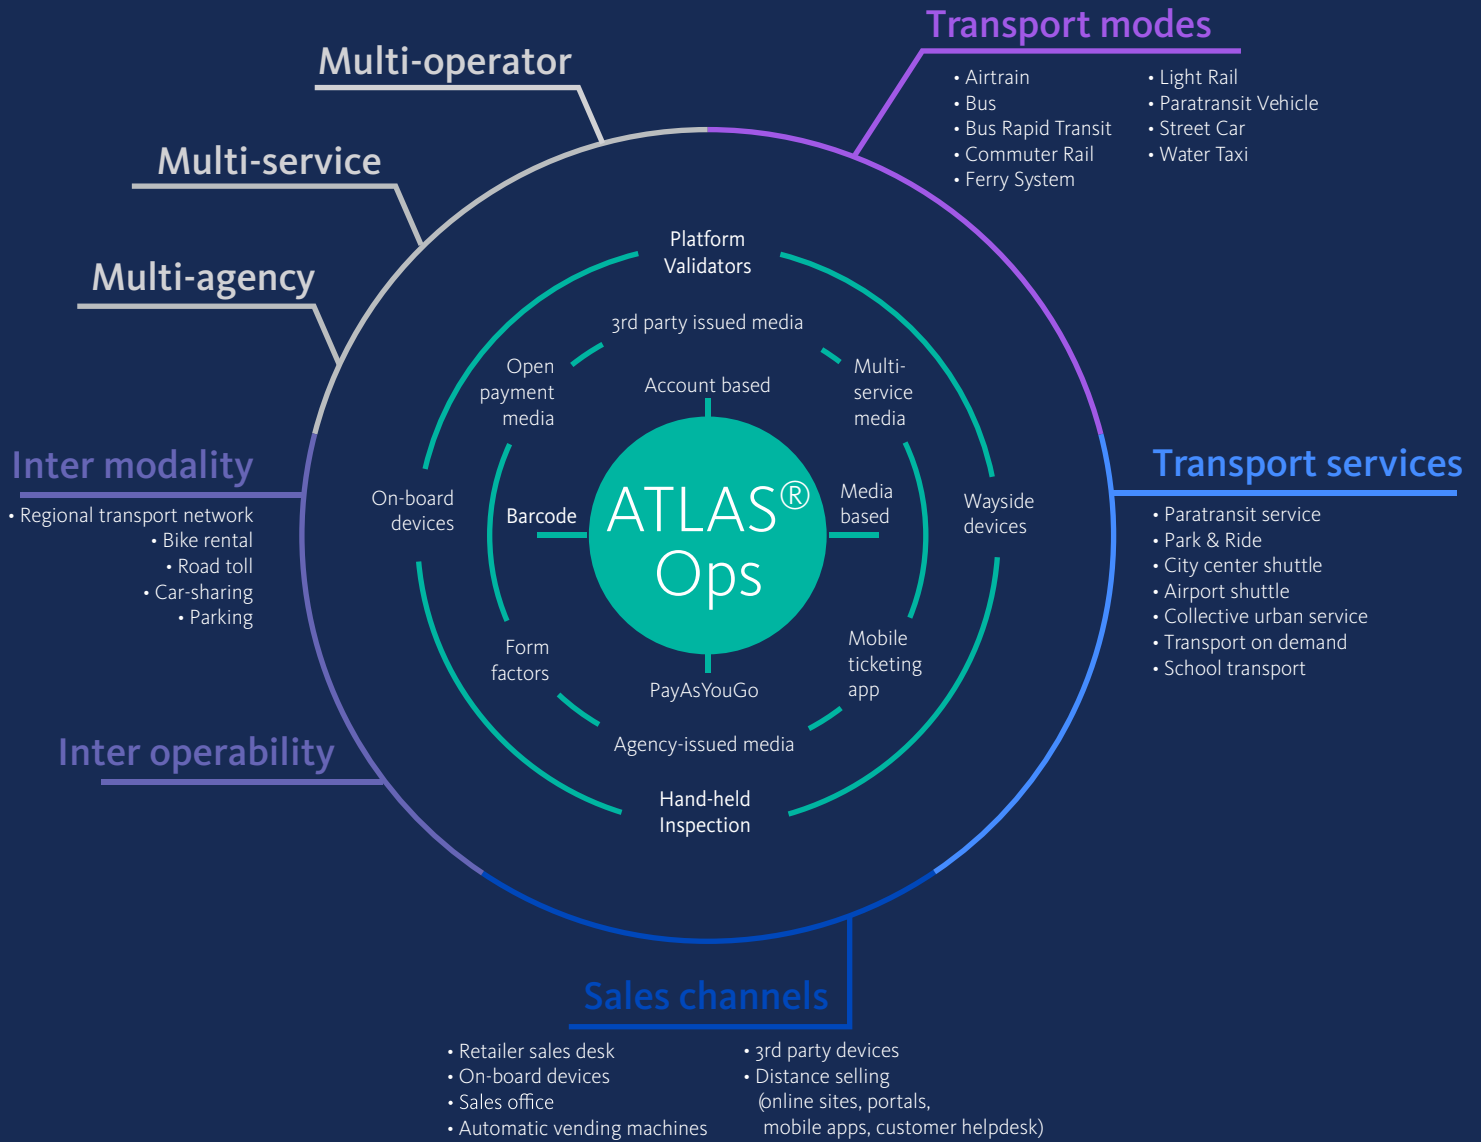 Transport modes
• Airtrain
• Bus
• Bus Rapid Transit
• Commuter Rail
• Ferry System
• Light Rail
• Paratransit Vehicle
• Street Car
• Water Taxi
Multi-operator
Multi-service
Multi-agency
Platform
Validators
3rd party issued media
Open
payment
media
Account based
Multi-
service
media
Inter modality
• Regional transport network
• Bike rental
• Road toll
• Car-sharing
• Parking
On-board
devices
Barcode
ATLAS®
Ops
Media
based
Wayside
devices
Transport services
• Paratransit service
• Park & Ride
• City center shuttle
• Airport shuttle
• Collective urban service
• Transport on demand
• School transport
Form
factors
PayAsYouGo
Mobile
ticketing
app
Agency-issued media
Hand-held
Inspection
Inter operability
Sales channels
• Retailer sales desk
• On-board devices
• Sales office
• Automatic vending machines
• 3rd party devices
• Distance selling
(online sites, portals,
mobile apps, customer helpdesk)